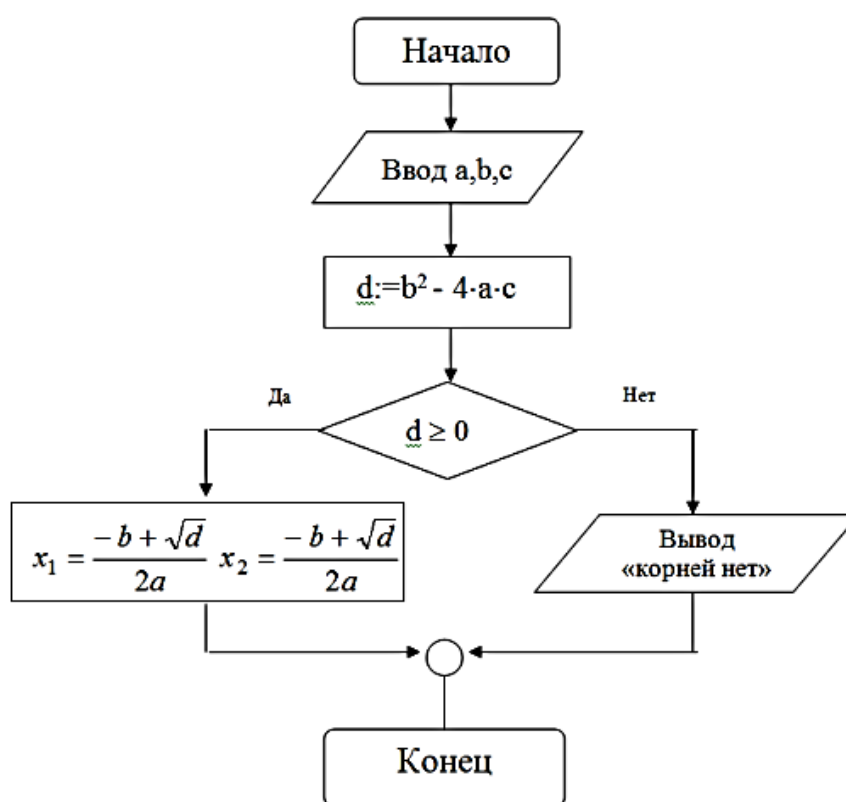 Начало
Ввод a,b,c
d:=b² - 4·a·c
Да
Нет
d ≥ 0
x₁ = (-b + √d)/2a x₂ = (-b + √d)/2a
Вывод
«корней нет»
Конец